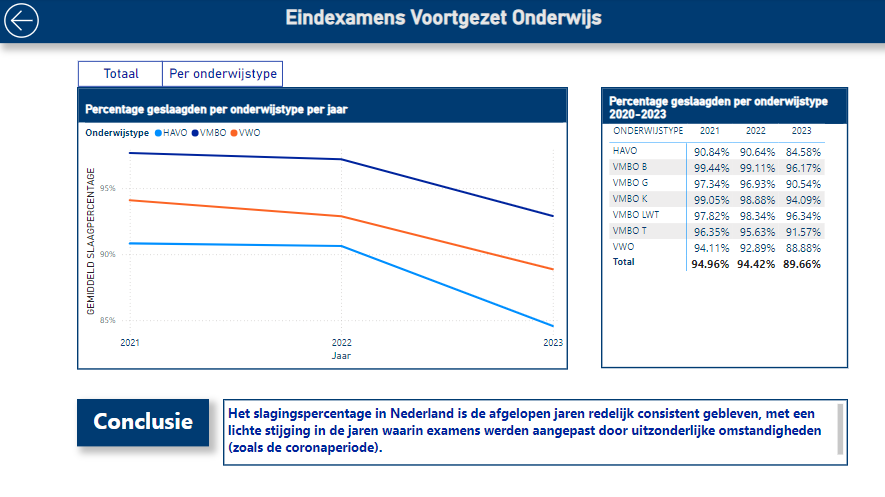 Eindexamens Voortgezet Onderwijs
Totaal
Per onderwijstype
Percentage geslaagden per onderwijstype per jaar
Onderwijstype HAVO VMBO VWO
GEMIDDELD SLAAGPERCENTAGE
95%
90%
85%
2021 2022 2023
Jaar
Percentage geslaagden per onderwijstype
2020-2023
ONDERWIJSTYPE 2021 2022 2023
HAVO 90.84% 90.64% 84.58%
VMBO B 99.44% 99.11% 96.17%
VMBO G 97.34% 96.93% 90.54%
VMBO K 99.05% 98.88% 94.09%
VMBO LWT 97.82% 98.34% 96.34%
VMBO T 96.35% 95.63% 91.57%
VWO 94.11% 92.89% 88.88%
Total 94.96% 94.42% 89.66%
Conclusie
Het slagingspercentage in Nederland is de afgelopen jaren redelijk consistent gebleven, met een
lichte stijging in de jaren waarin examens werden aangepast door uitzonderlijke omstandigheden
(zoals de coronaperiode).